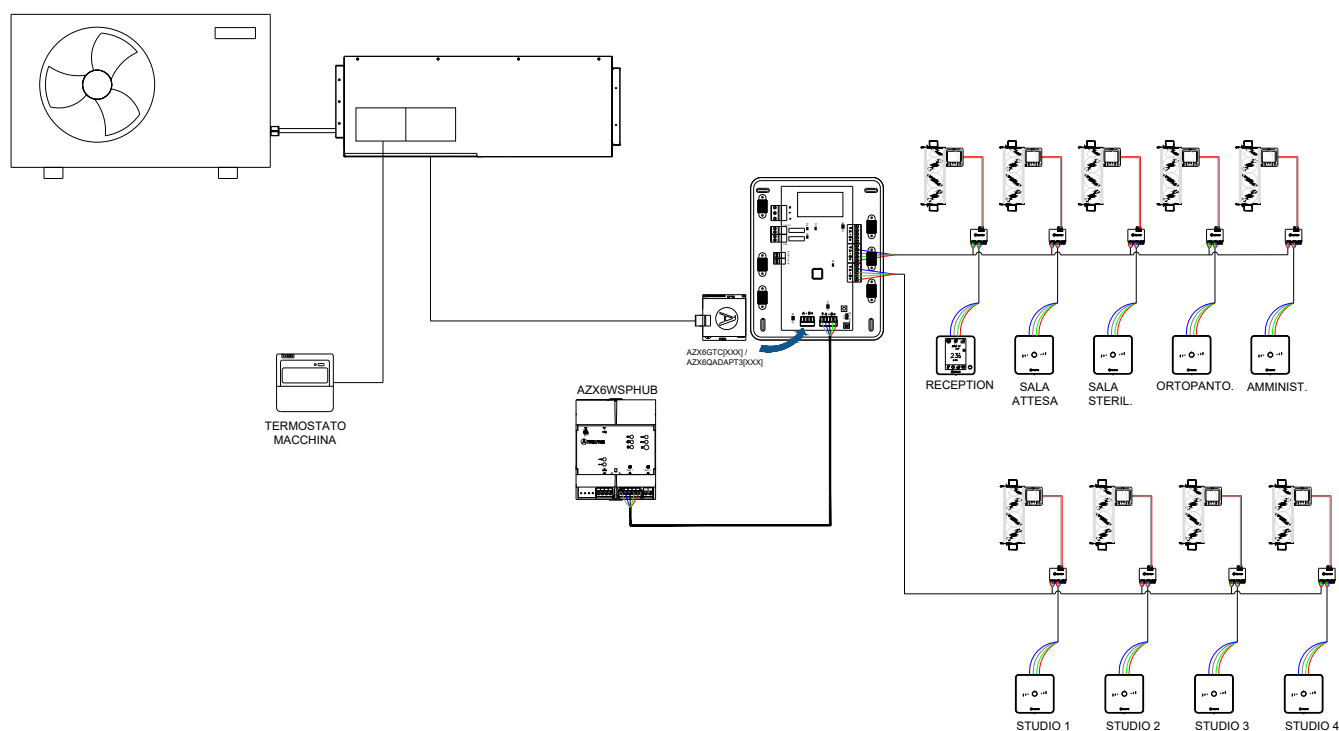 AZX6GTC[XXX] /
AZX6QADAPT3[XXX]
AZX6WSPHUB
TERMOSTATO
MACCHINA
RECEPTION
SALA
ATTESA
SALA
STERIL.
ORTOPANTO.
AMMINIST.
STUDIO 1
STUDIO 2
STUDIO 3
STUDIO 4